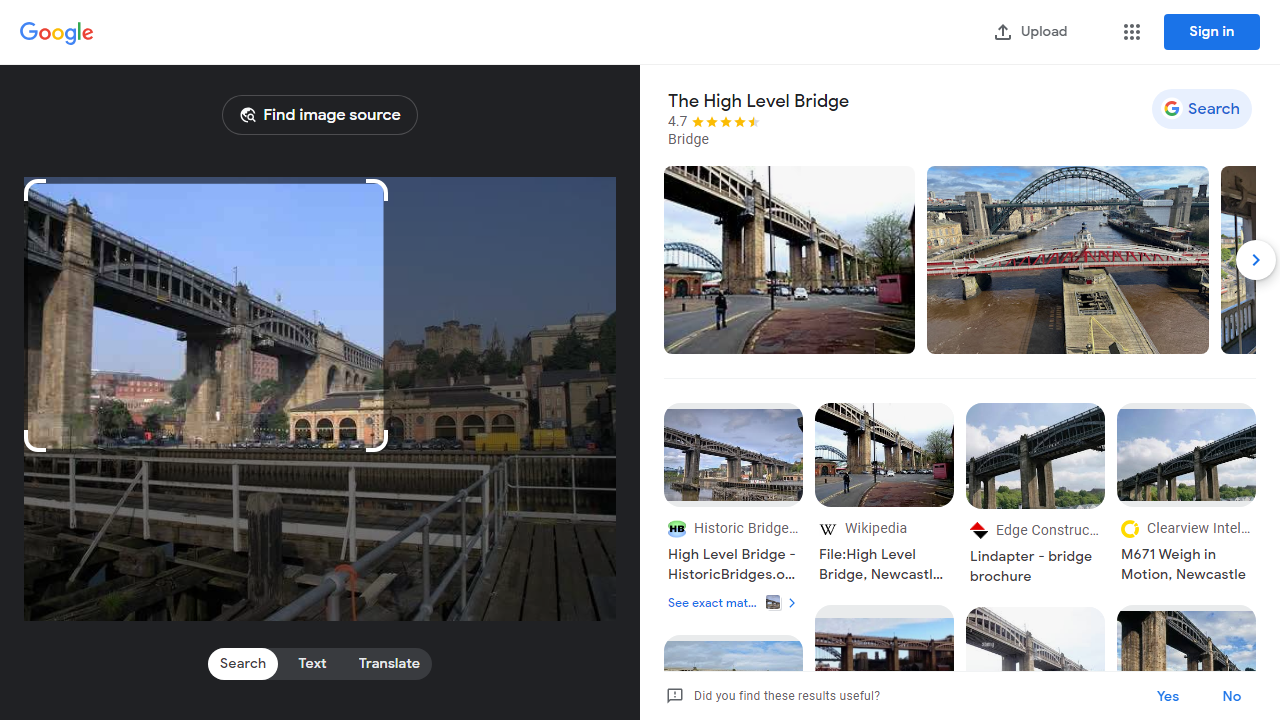 Google
Upload
Sign in
Find image source
The High Level Bridge
4.7
Bridge
Search
HB Historic Bridge...
High Level Bridge -
HistoricBridges.o...
See exact mat...
W Wikipedia
File:High Level
Bridge, Newcastl...
Edge Construc...
Lindapter - bridge
brochure
Clearview Intel...
M671 Weigh in
Motion, Newcastle
Search
Text
Translate
Did you find these results useful?
Yes
No